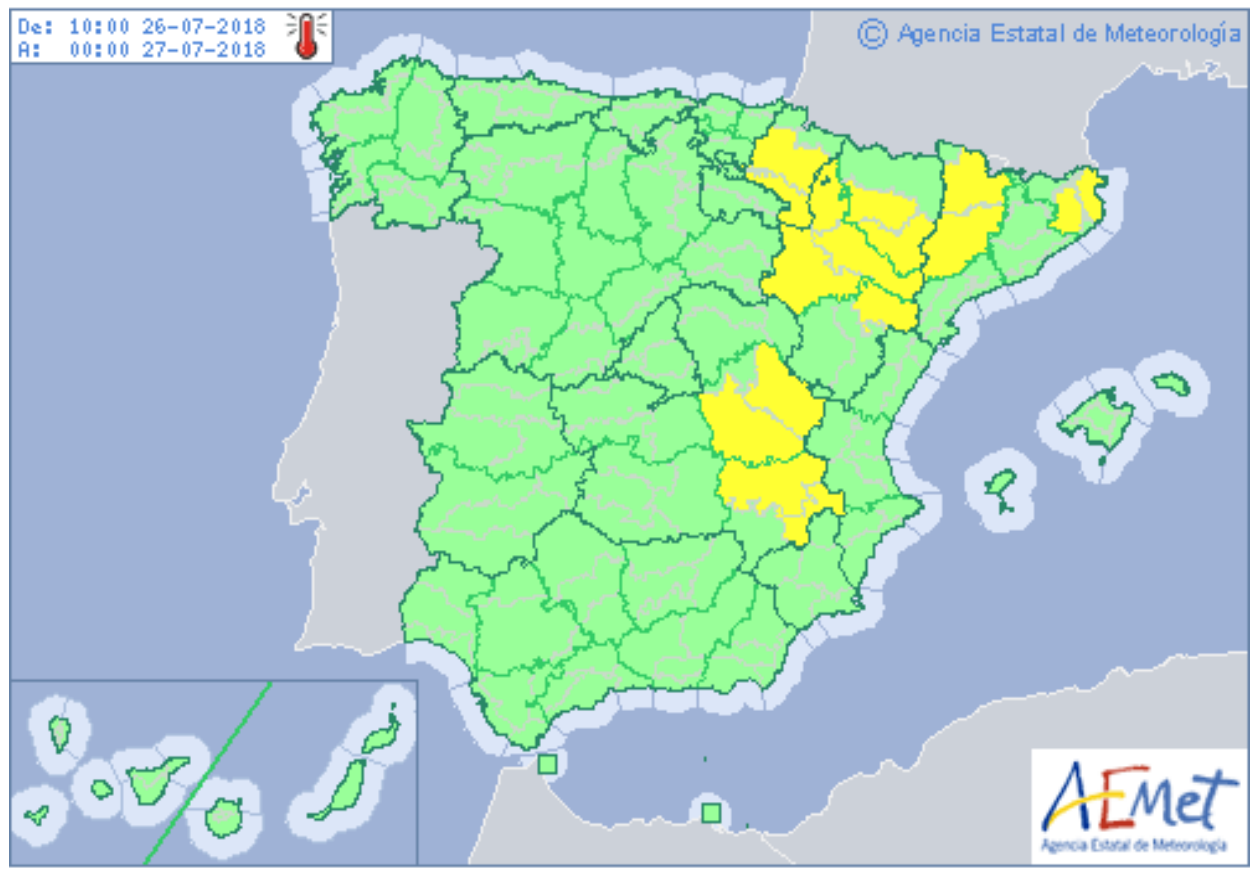 De: 10:00 26-07-2018
A: 00:00 27-07-2018
© Agencia Estatal de Meteorología
AEMet
Agencia Estatal de Meteorología